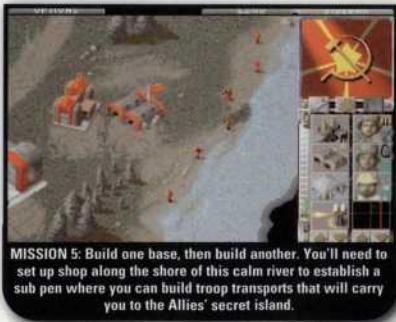 OPTIONS
MISSION 5: Build one base, then build another. You'll need to
set up shop along the shore of this calm river to establish a
sub pen where you can build troop transports that will carry
you to the Allies' secret island.